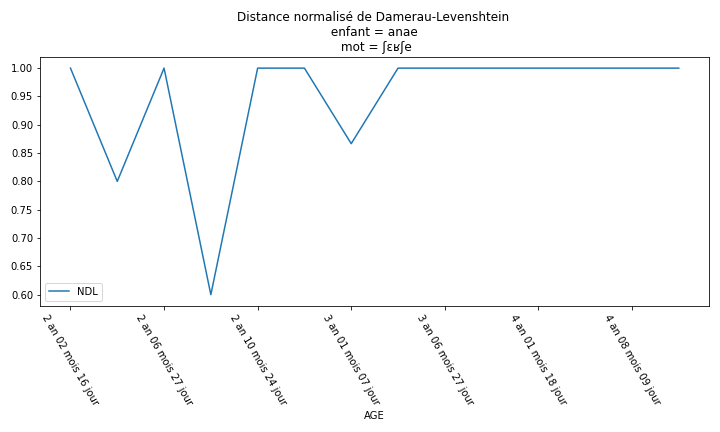 Distance normalisé de Damerau-Levenshtein
enfant = anae
mot = ʃɛʁʃe
1.00
0.95
0.90
0.85
0.80
0.75
0.70
0.65
0.60
NDL
2 an 02 mois 16 jour
2 an 06 mois 27 jour
2 an 10 mois 24 jour
3 an 01 mois 07 jour
3 an 06 mois 27 jour
4 an 01 mois 18 jour
4 an 08 mois 09 jour
AGE